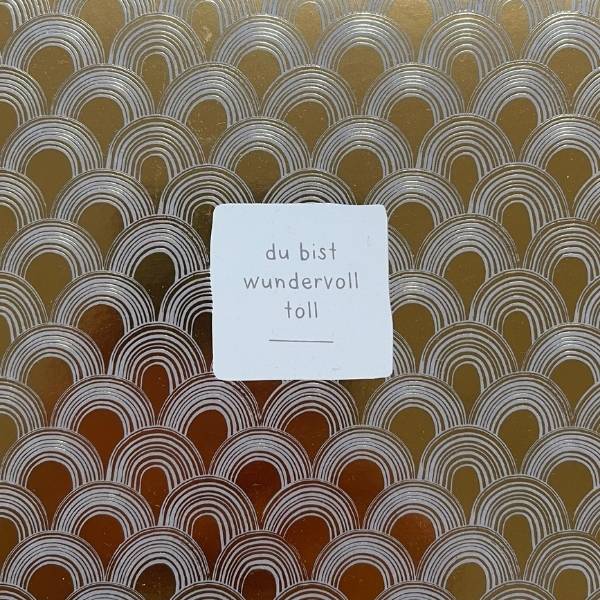 du bist
wundervoll
toll